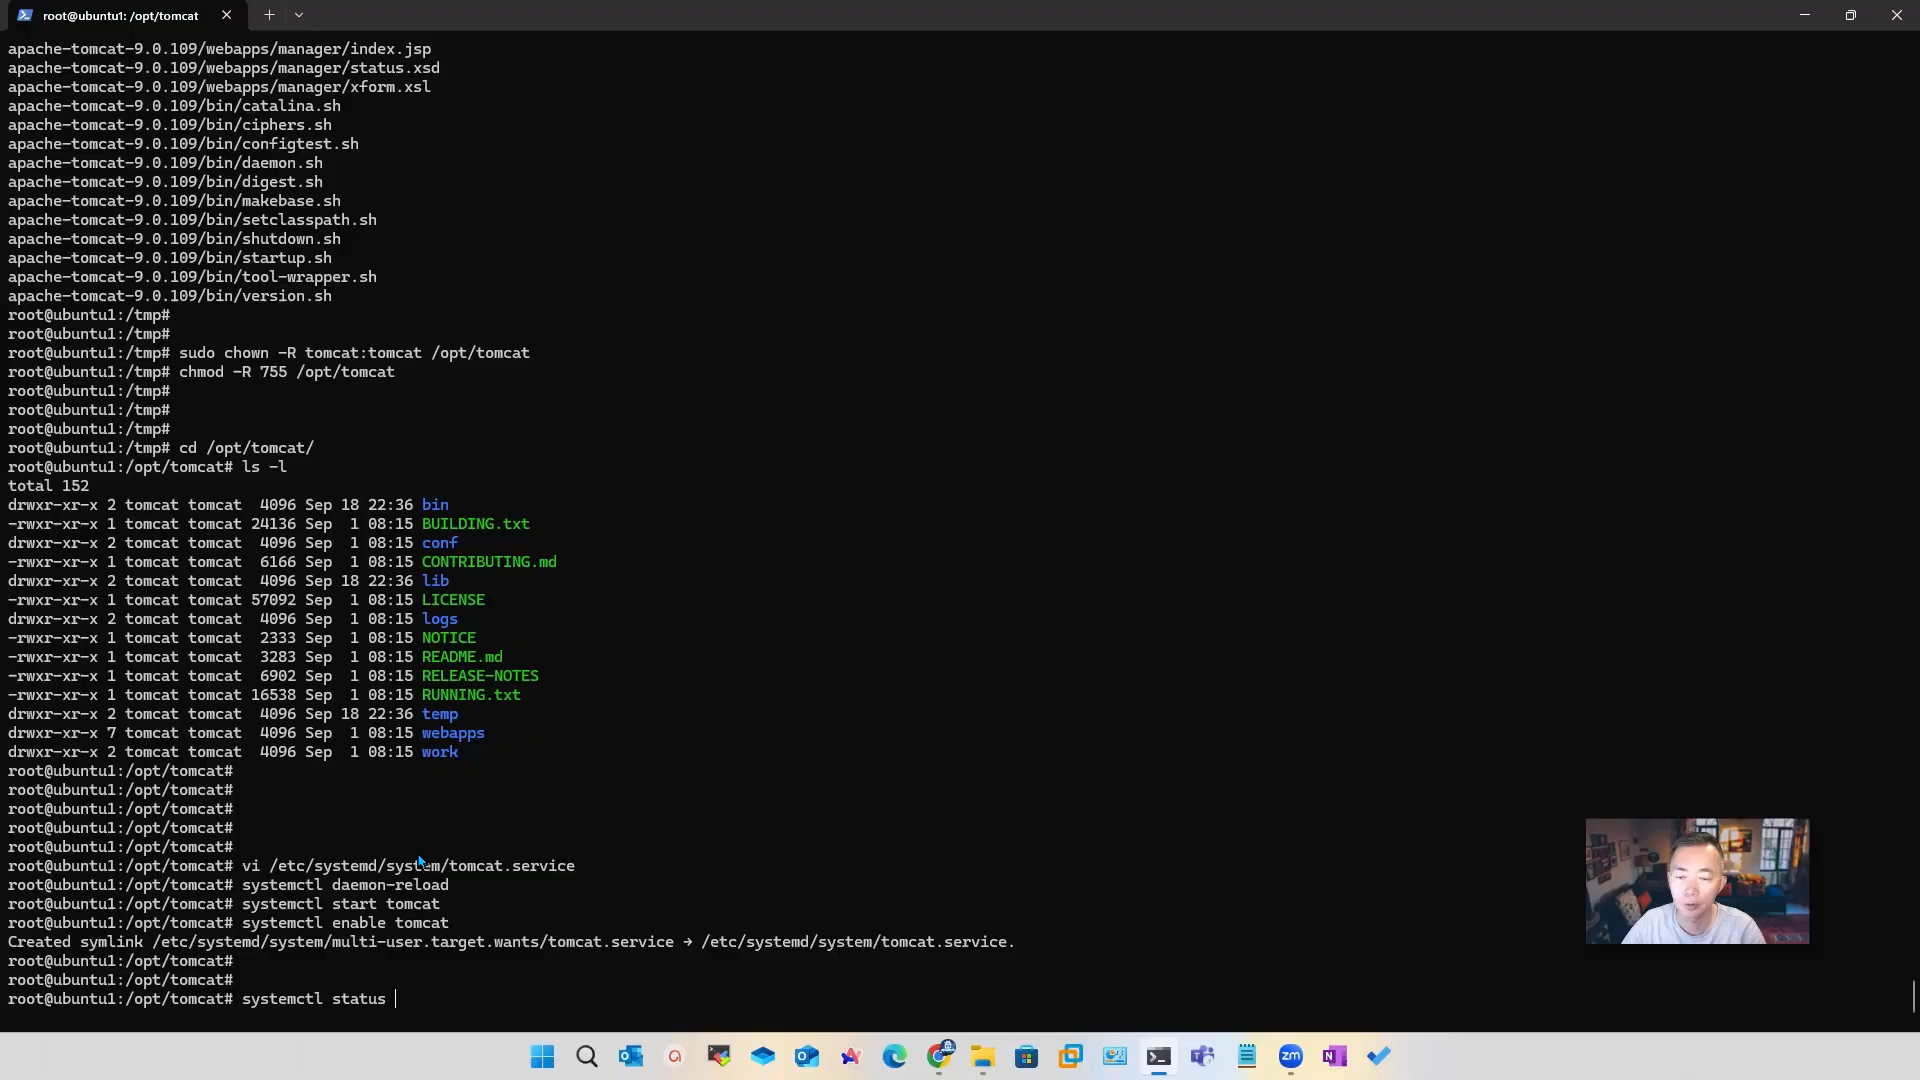 root@ubuntu1: /opt/tomcat
apache-tomcat-9.0.109/webapps/manager/index.jsp
apache-tomcat-9.0.109/webapps/manager/status.xsd
apache-tomcat-9.0.109/webapps/manager/xform.xsl
apache-tomcat-9.0.109/bin/catalina.sh
apache-tomcat-9.0.109/bin/ciphers.sh
apache-tomcat-9.0.109/bin/configtest.sh
apache-tomcat-9.0.109/bin/daemon.sh
apache-tomcat-9.0.109/bin/digest.sh
apache-tomcat-9.0.109/bin/makebase.sh
apache-tomcat-9.0.109/bin/setclasspath.sh
apache-tomcat-9.0.109/bin/shutdown.sh
apache-tomcat-9.0.109/bin/startup.sh
apache-tomcat-9.0.109/bin/tool-wrapper.sh
apache-tomcat-9.0.109/bin/version.sh
root@ubuntu1:/tmp#
root@ubuntu1:/tmp#
root@ubuntu1:/tmp# sudo chown -R tomcat:tomcat /opt/tomcat
root@ubuntu1:/tmp# chmod -R 755 /opt/tomcat
root@ubuntu1:/tmp#
root@ubuntu1:/tmp#
root@ubuntu1:/tmp#
root@ubuntu1:/tmp# cd /opt/tomcat/
root@ubuntu1:/opt/tomcat# ls -l
total 152
drwxr-xr-x 2 tomcat tomcat  4096 Sep 18 22:36 bin
-rwxr-xr-x 1 tomcat tomcat 24136 Sep  1 08:15 BUILDING.txt
drwxr-xr-x 2 tomcat tomcat  4096 Sep  1 08:15 conf
-rwxr-xr-x 1 tomcat tomcat  6166 Sep  1 08:15 CONTRIBUTING.md
drwxr-xr-x 2 tomcat tomcat  4096 Sep 18 22:36 lib
-rwxr-xr-x 1 tomcat tomcat 57092 Sep  1 08:15 LICENSE
drwxr-xr-x 2 tomcat tomcat  4096 Sep  1 08:15 logs
-rwxr-xr-x 1 tomcat tomcat  2333 Sep  1 08:15 NOTICE
-rwxr-xr-x 1 tomcat tomcat  3283 Sep  1 08:15 README.md
-rwxr-xr-x 1 tomcat tomcat  6902 Sep  1 08:15 RELEASE-NOTES
-rwxr-xr-x 1 tomcat tomcat 16538 Sep  1 08:15 RUNNING.txt
drwxr-xr-x 2 tomcat tomcat  4096 Sep 18 22:36 temp
drwxr-xr-x 7 tomcat tomcat  4096 Sep  1 08:15 webapps
drwxr-xr-x 2 tomcat tomcat  4096 Sep  1 08:15 work
root@ubuntu1:/opt/tomcat#
root@ubuntu1:/opt/tomcat#
root@ubuntu1:/opt/tomcat#
root@ubuntu1:/opt/tomcat#
root@ubuntu1:/opt/tomcat#
root@ubuntu1:/opt/tomcat# vi /etc/systemd/system/tomcat.service
root@ubuntu1:/opt/tomcat# systemctl daemon-reload
root@ubuntu1:/opt/tomcat# systemctl start tomcat
root@ubuntu1:/opt/tomcat# systemctl enable tomcat
Created symlink /etc/systemd/system/multi-user.target.wants/tomcat.service → /etc/systemd/system/tomcat.service.
root@ubuntu1:/opt/tomcat#
root@ubuntu1:/opt/tomcat#
root@ubuntu1:/opt/tomcat# systemctl status
zm